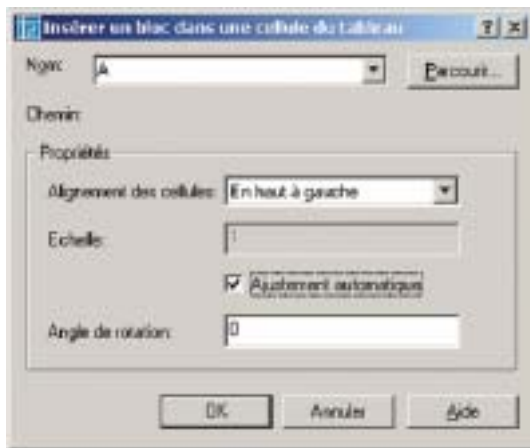 Insérer un bloc dans une cellule du tableau
Nom: A Parcourir...
Chemin:
Propriétés
Alignement des cellules: En haut à gauche
Echelle: 1
Ajustement automatique
Angle de rotation: 0
OK Annuler Aide